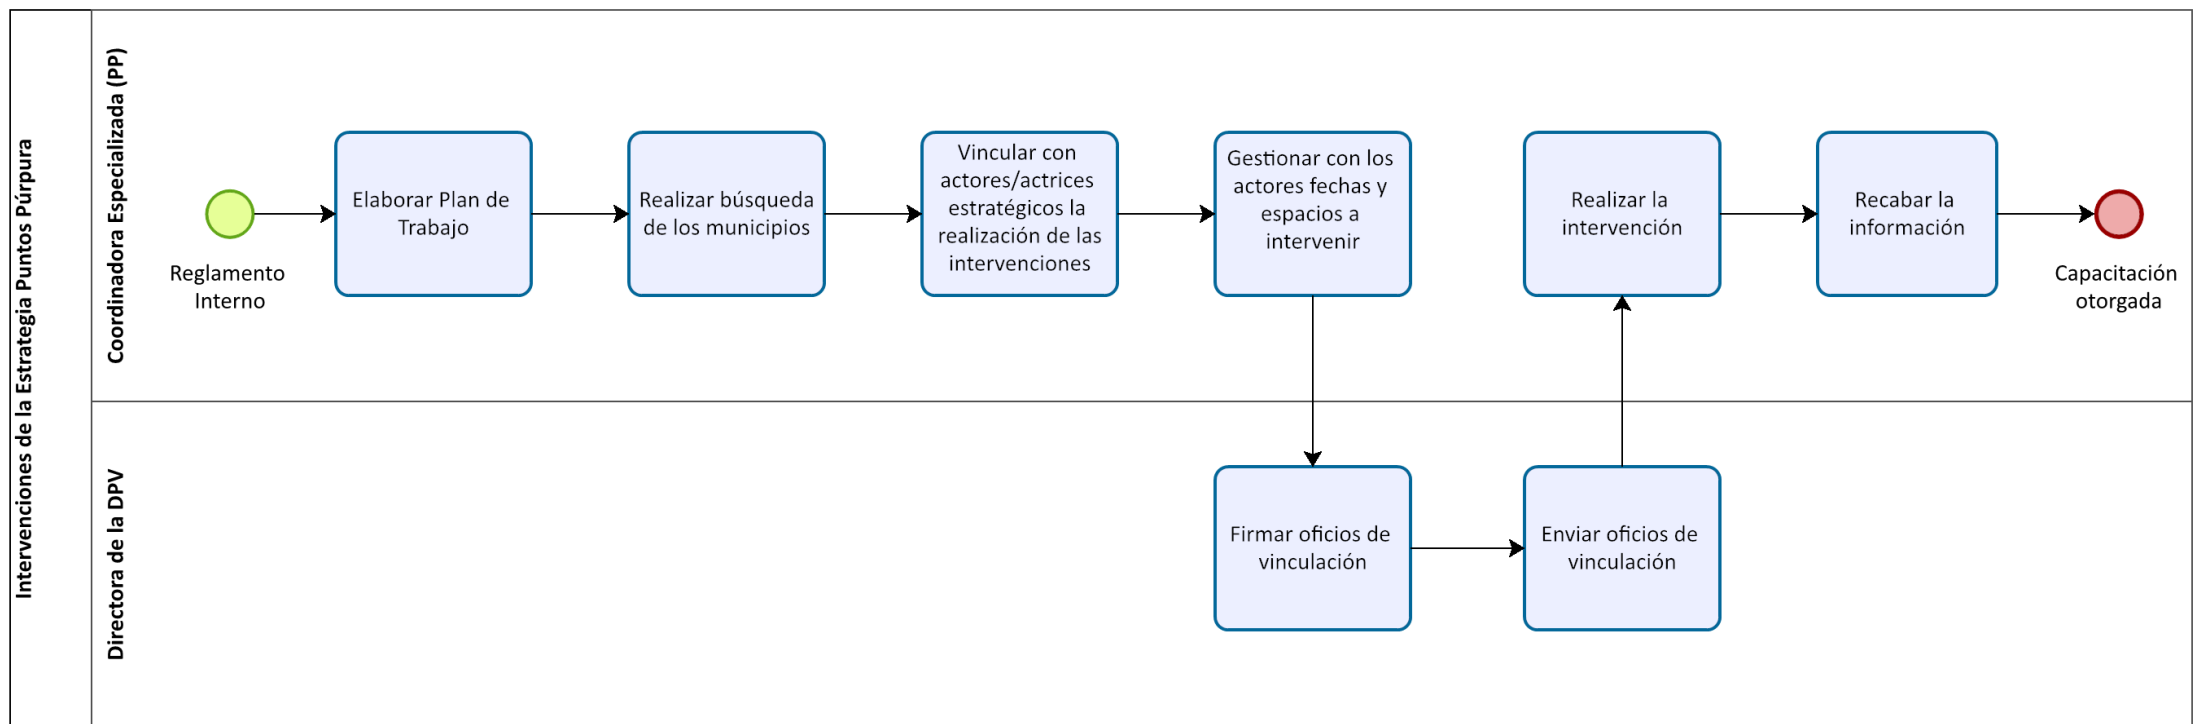 Intervenciones de la Estrategia Puntos Púrpura
Coordinadora Especializada (PP)
Reglamento
Interno
Elaborar Plan de
Trabajo
Realizar búsqueda
de los municipios
Vincular con
actores/actrices
estratégicos la
realización de las
intervenciones
Gestionar con los
actores fechas y
espacios a
intervenir
Realizar la
intervención
Recabar la
información
Capacitación
otorgada
Directora de la DPV
Firmar oficios de
vinculación
Enviar oficios de
vinculación